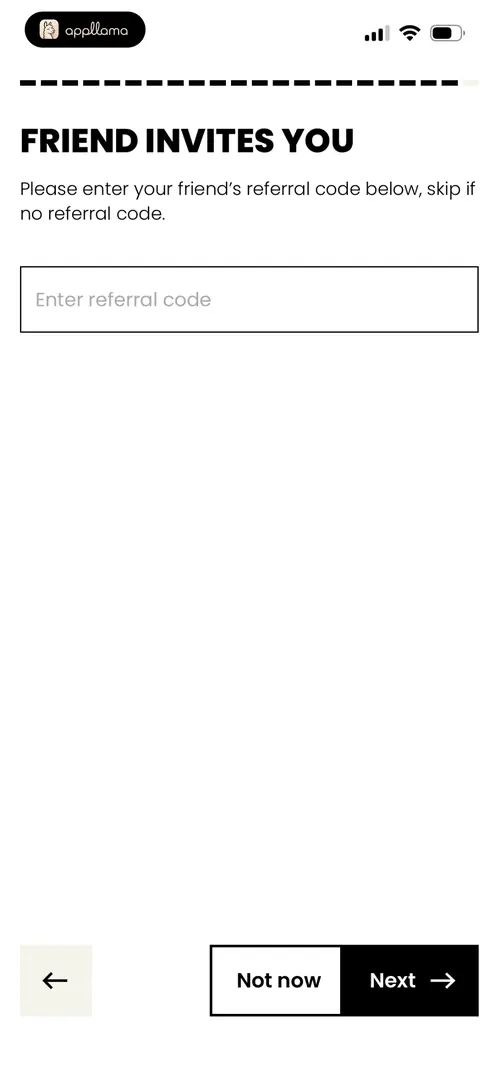 appllama
FRIEND INVITES YOU
Please enter your friend’s referral code below, skip if
no referral code.
Enter referral code
Not now
Next